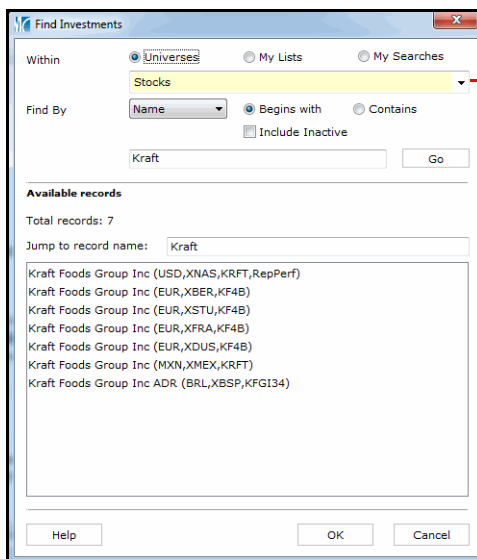 Find Investments
Within Universes My Lists My Searches
Stocks
Find By Name Begins with Contains
Include Inactive
Kraft Go
Available records
Total records: 7
Jump to record name: Kraft
Kraft Foods Group Inc (USD,XNAS,KRFT,RepPerf)
Kraft Foods Group Inc (EUR,XBER,KF4B)
Kraft Foods Group Inc (EUR,XSTU,KF4B)
Kraft Foods Group Inc (EUR,XFRA,KF4B)
Kraft Foods Group Inc (EUR,XDUS,KF4B)
Kraft Foods Group Inc (MXN,XMEX,KRFT)
Kraft Foods Group Inc ADR (BRL,XBSP,KFGI34)
Help OK Cancel